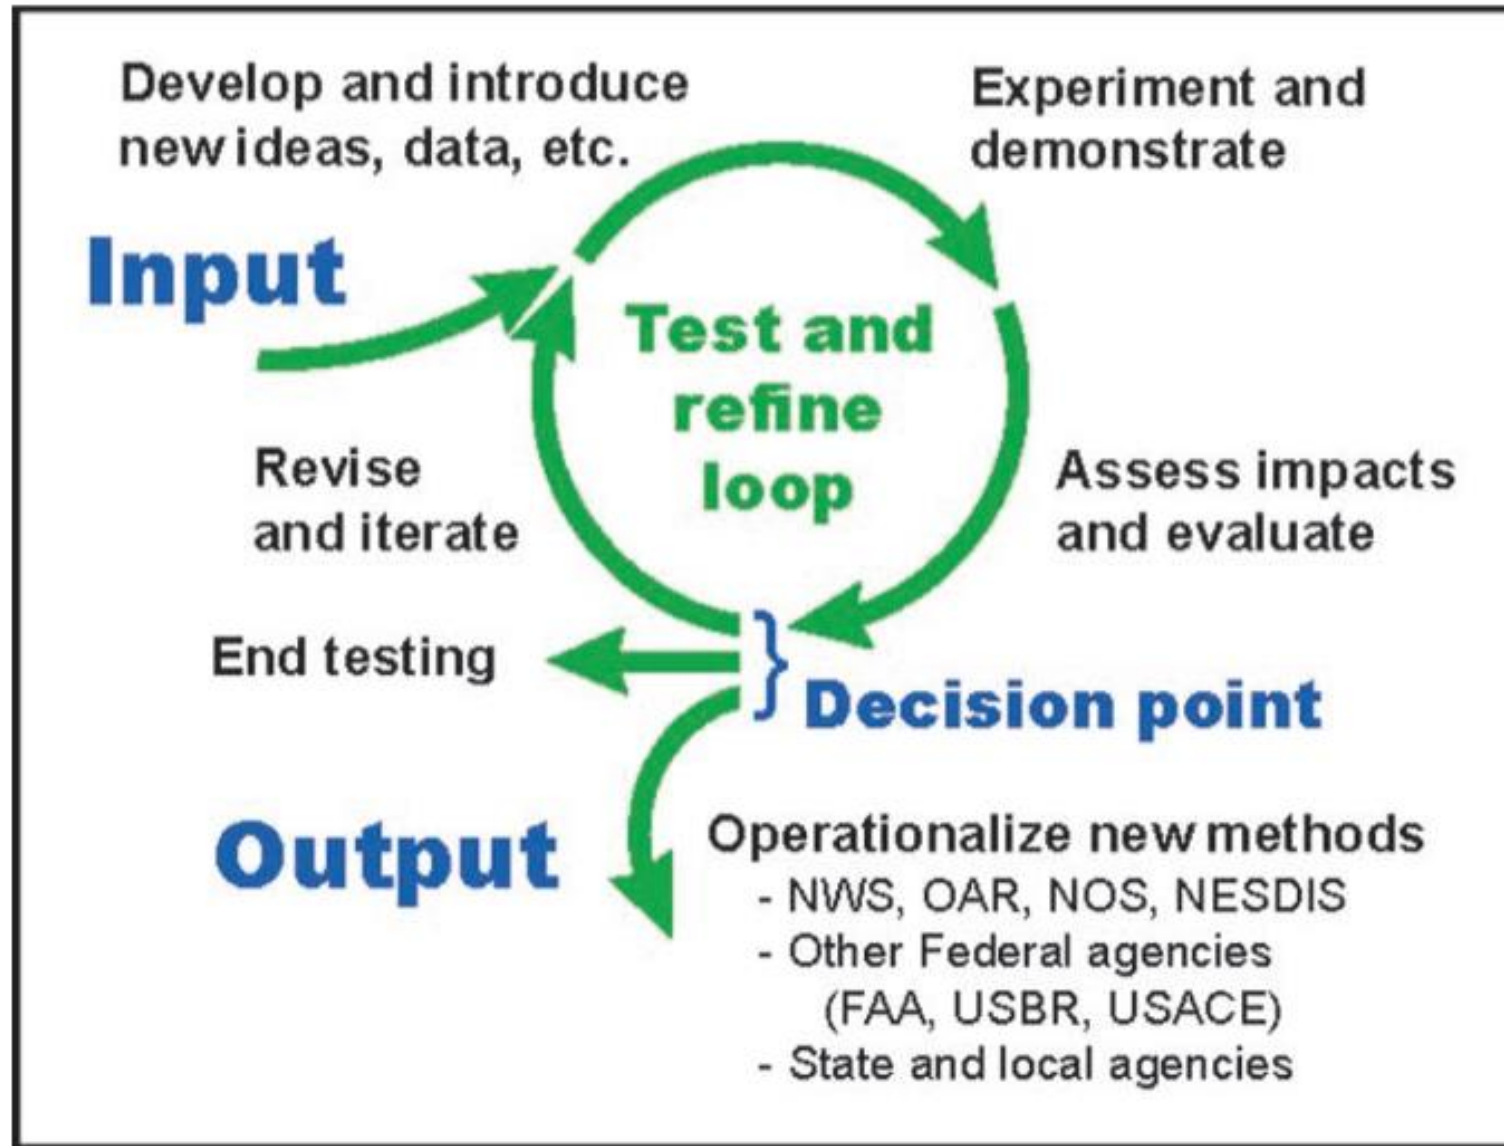 Develop and introduce
new ideas, data, etc.
Experiment and
demonstrate
Input
Test and
refine
loop
Revise
and iterate
Assess impacts
and evaluate
End testing
Decision point
Output
Operationalize new methods
- NWS, OAR, NOS, NESDIS
- Other Federal agencies
(FAA, USBR, USACE)
- State and local agencies